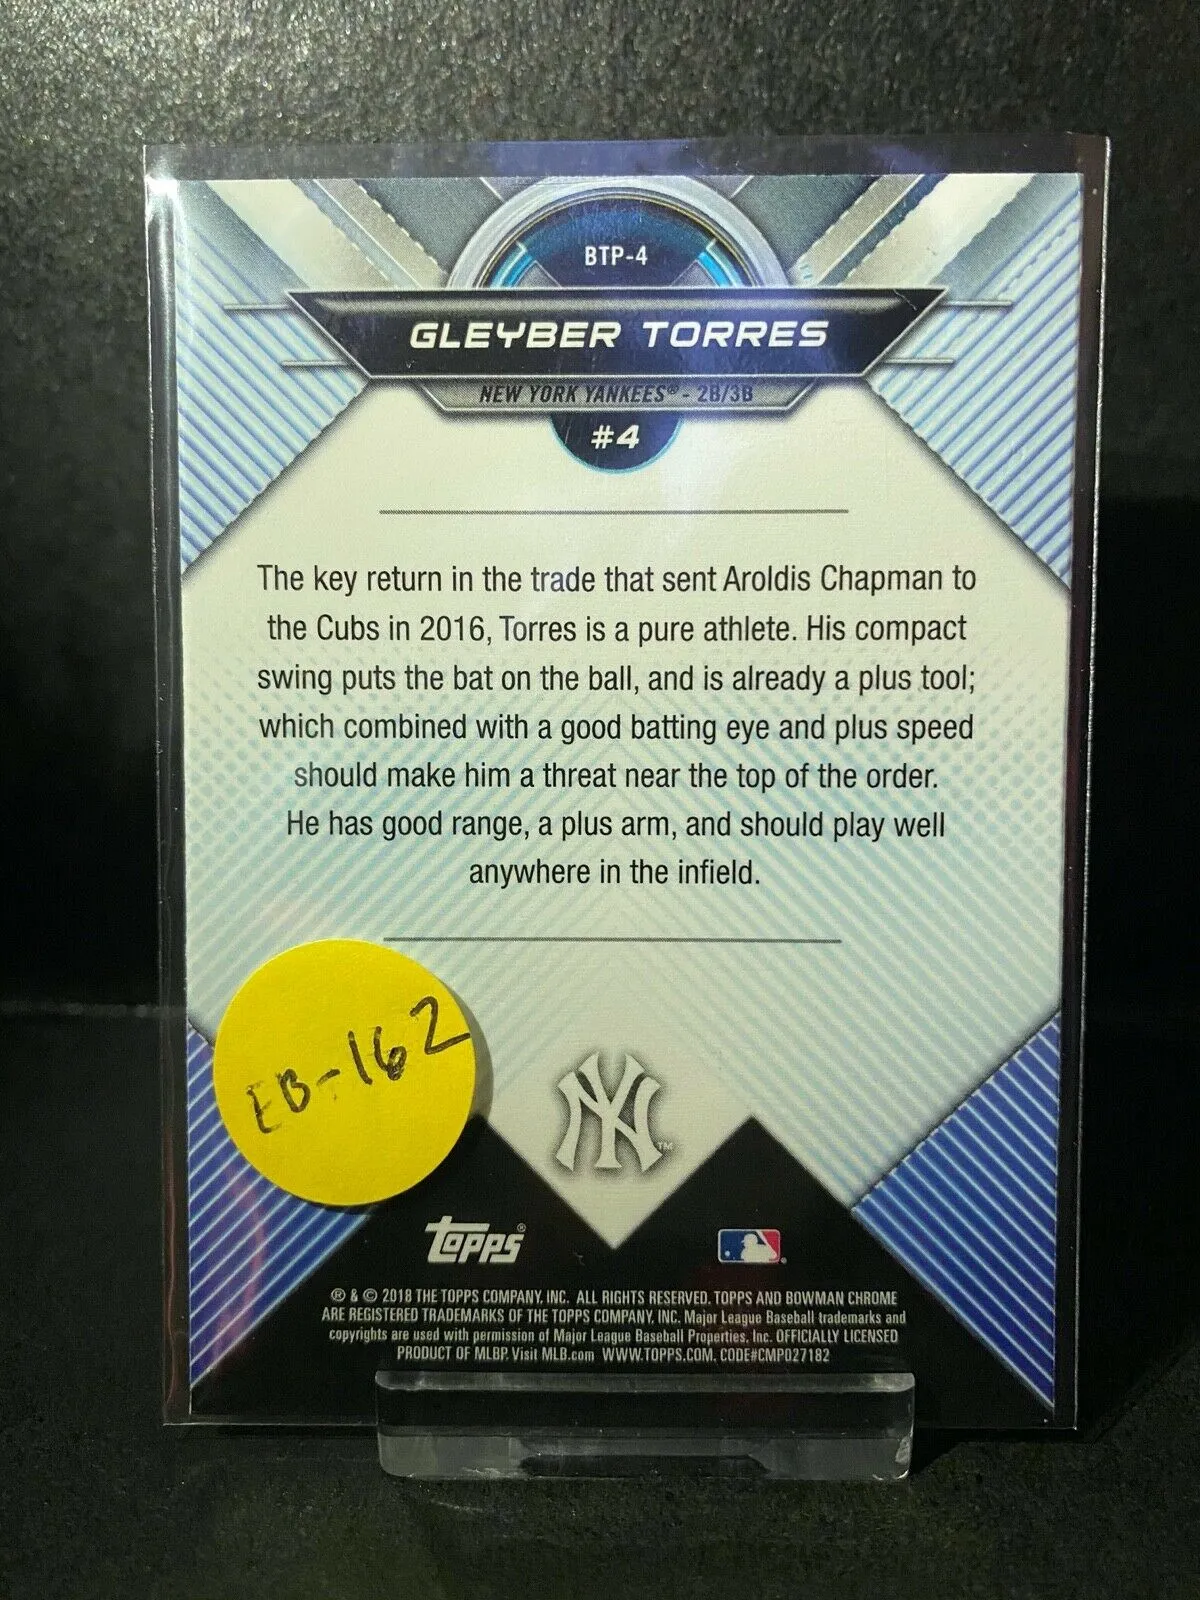 BTP-4
GLEYBER TORRES
NEW YORK YANKEES® - 2B/3B
#4
The key return in the trade that sent Aroldis Chapman to
the Cubs in 2016, Torres is a pure athlete. His compact
swing puts the bat on the ball, and is already a plus tool;
which combined with a good batting eye and plus speed
should make him a threat near the top of the order.
He has good range, a plus arm, and should play well
anywhere in the infield.
EB-162
NY™
topps®
® & © 2018 THE TOPPS COMPANY, INC. ALL RIGHTS RESERVED. TOPPS AND BOWMAN CHROME
ARE REGISTERED TRADEMARKS OF THE TOPPS COMPANY, INC. Major League Baseball trademarks and
copyrights are used with permission of Major League Baseball Properties, Inc. OFFICIALLY LICENSED
PRODUCT OF MLBP. Visit MLB.com WWW.TOPPS.COM. CODE#CMP027182